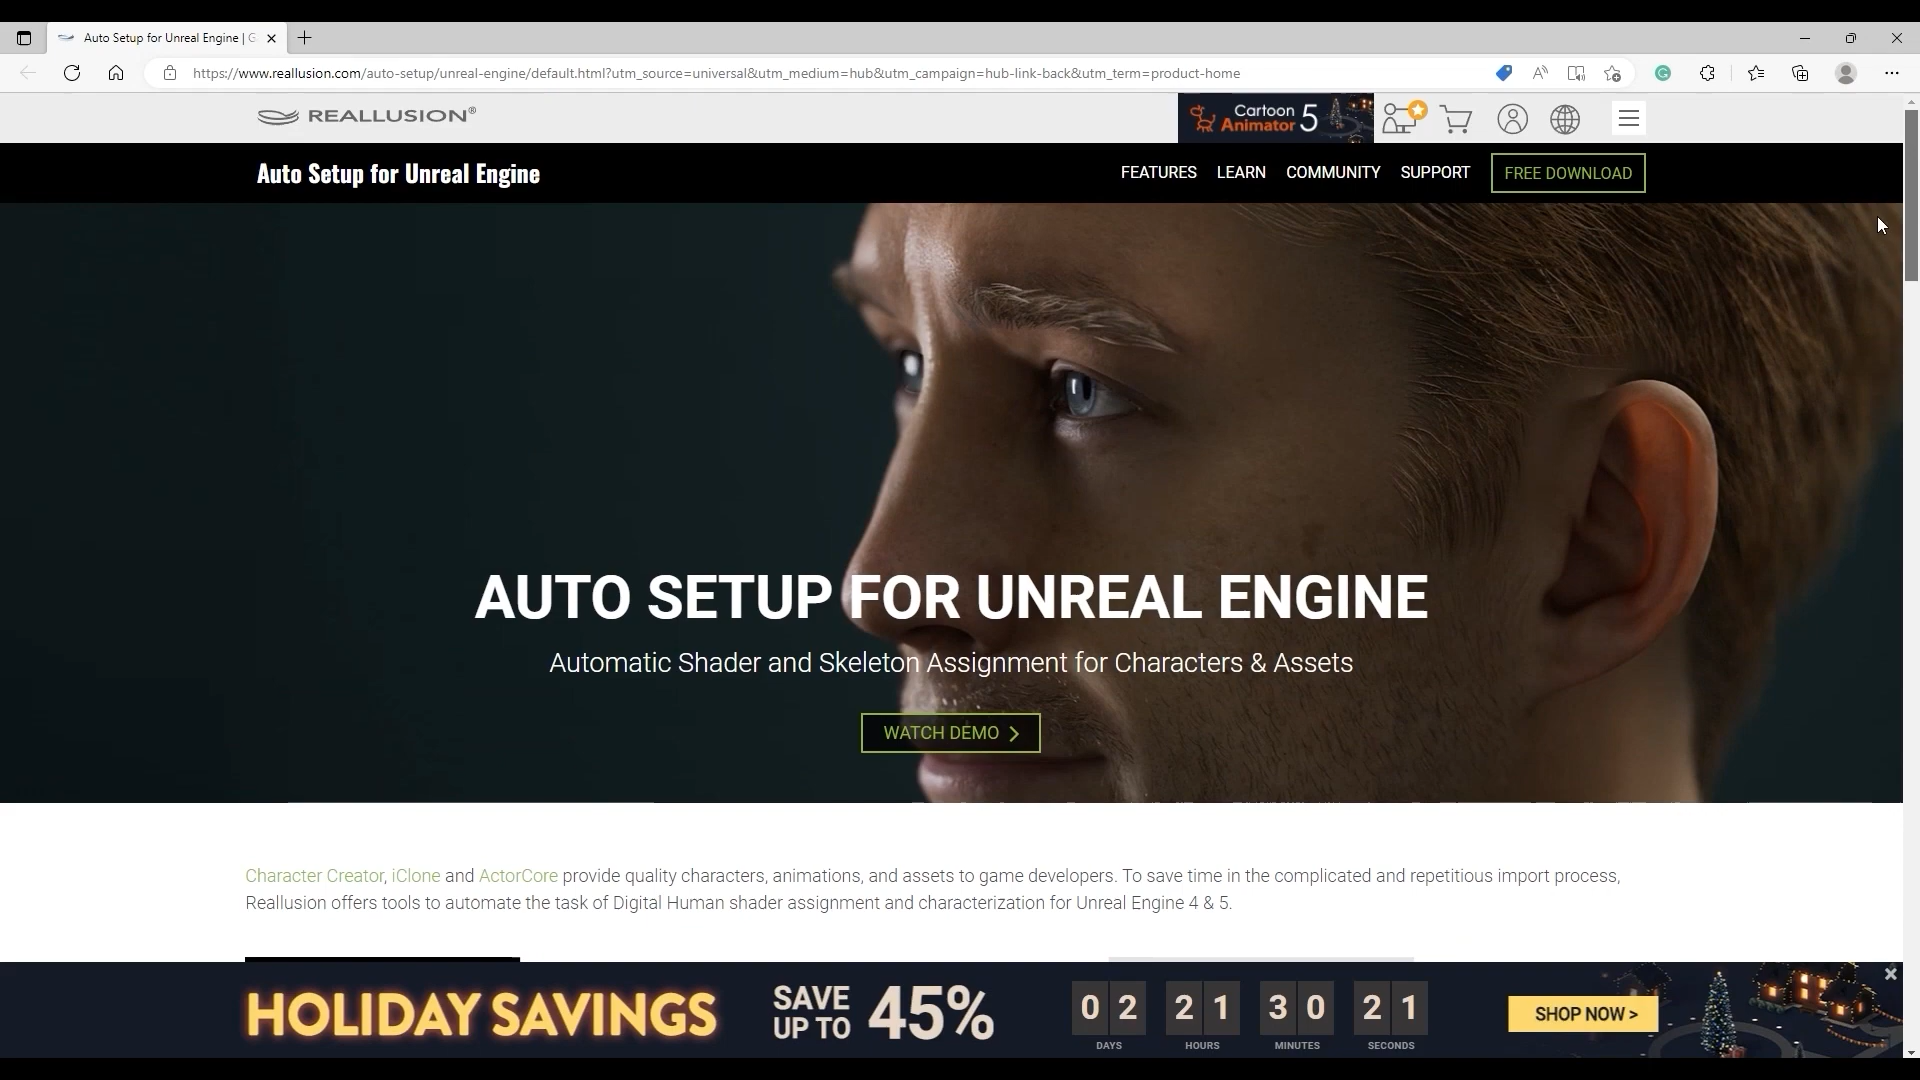 Auto Setup for Unreal Engine | G
https://www.reallusion.com/auto-setup/unreal-engine/default.html?utm_source=universal&utm_medium=hub&utm_campaign=hub-link-back&utm_term=product-home
REALLUSION®
Cartoon
Animator 5
Auto Setup for Unreal Engine
FEATURES LEARN COMMUNITY SUPPORT FREE DOWNLOAD
AUTO SETUP FOR UNREAL ENGINE
Automatic Shader and Skeleton Assignment for Characters & Assets
WATCH DEMO >
Character Creator, iClone and ActorCore provide quality characters, animations, and assets to game developers. To save time in the complicated and repetitious import process,
Reallusion offers tools to automate the task of Digital Human shader assignment and characterization for Unreal Engine 4 & 5.
HOLIDAY SAVINGS
SAVE
UP TO 45%
02 21 30 21
DAYS HOURS MINUTES SECONDS
SHOP NOW >